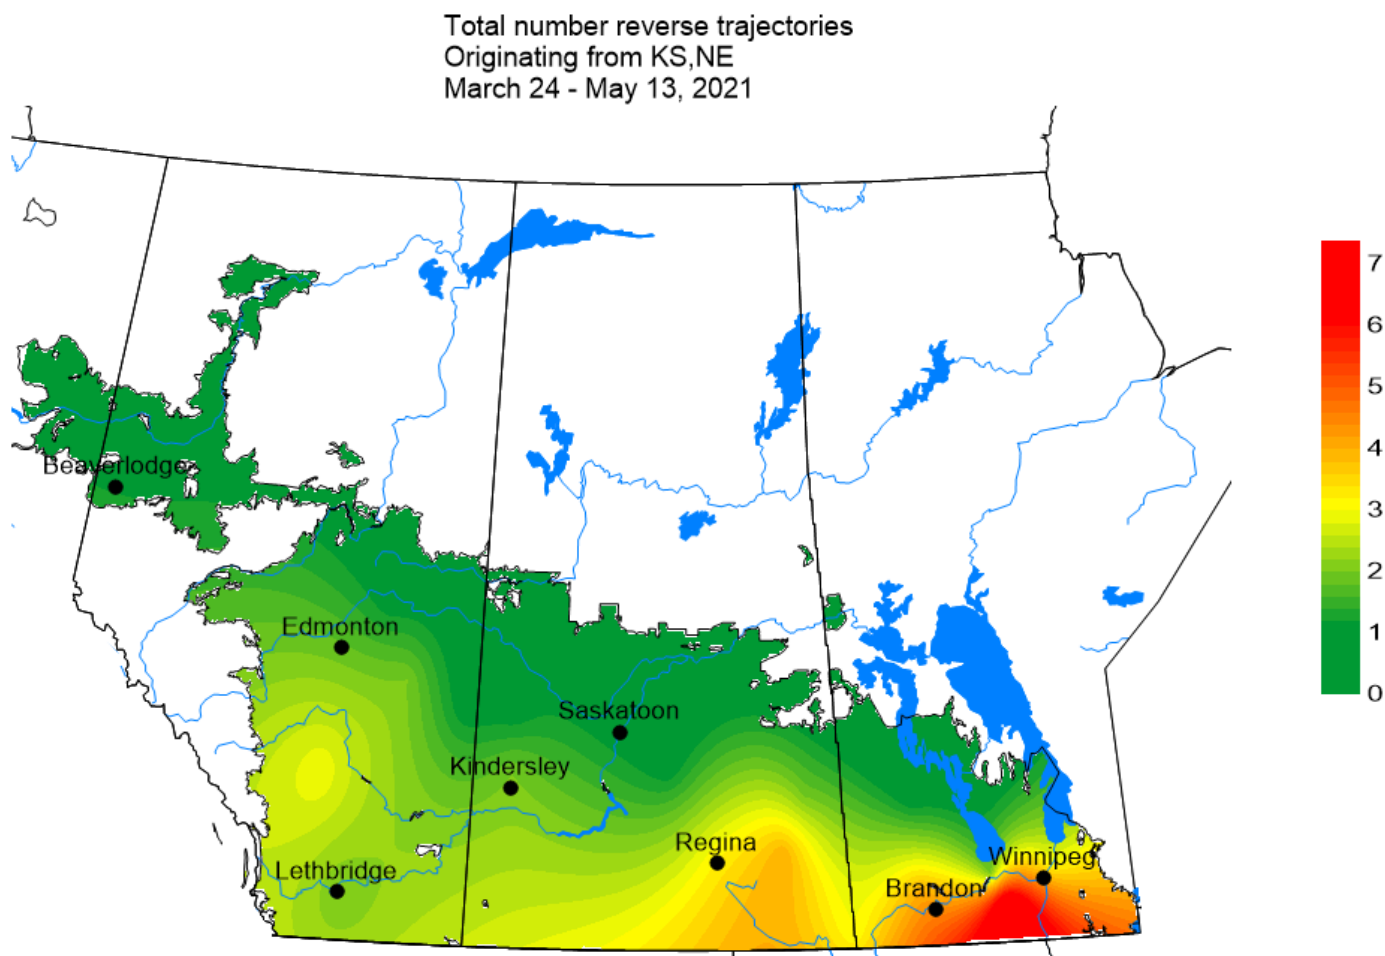 Total number reverse trajectories
Originating from KS,NE
March 24 - May 13, 2021
7
6
5
4
3
2
1
0
Beaverlodge
Edmonton
Saskatoon
Kindersley
Regina
Winnipeg
Lethbridge
Brandon